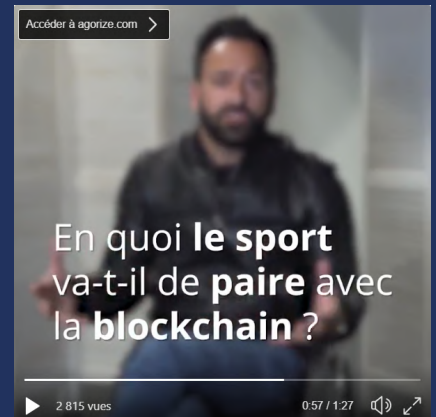 Accéder à agorize.com
En quoi le sport
va-t-il de paire avec
la blockchain ?
2 815 vues
0:57 / 1:27